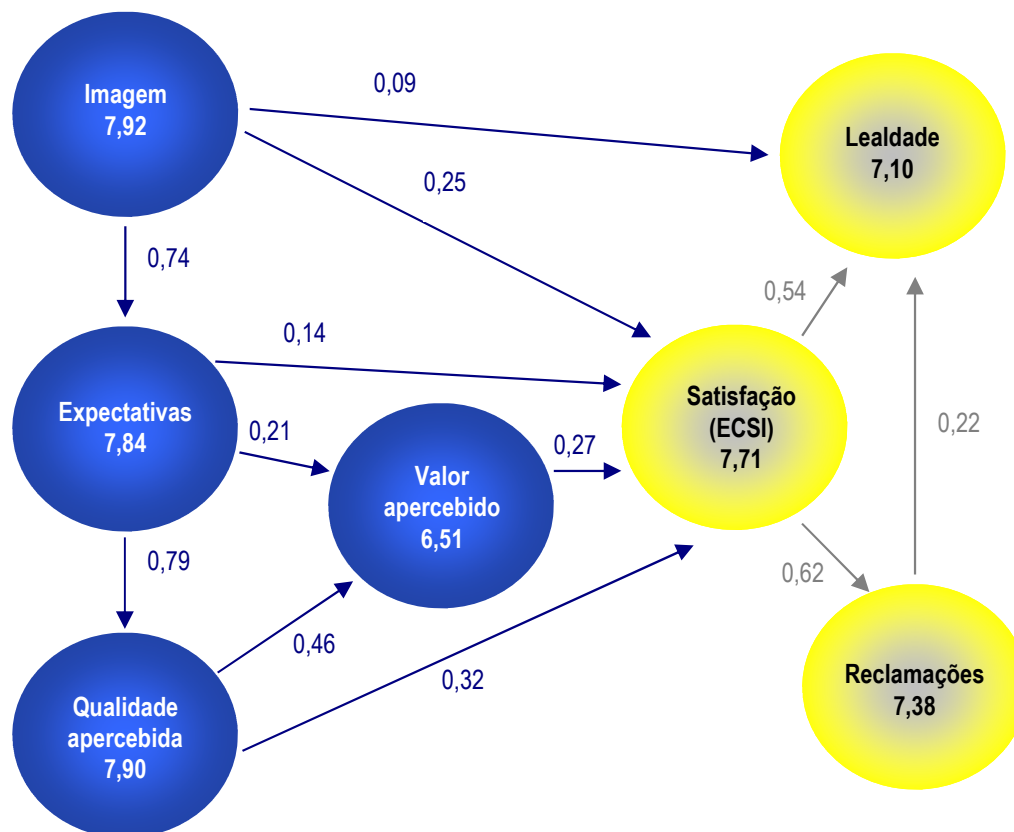 Imagem
7,92
0,09
Lealdade
7,10
0,25
0,74
0,54
0,14
Expectativas
7,84
0,21
Satisfação
(ECSI)
7,71
0,22
0,27
Valor
apercebido
6,51
0,79
0,62
0,46
0,32
Reclamações
7,38
Qualidade
apercebida
7,90